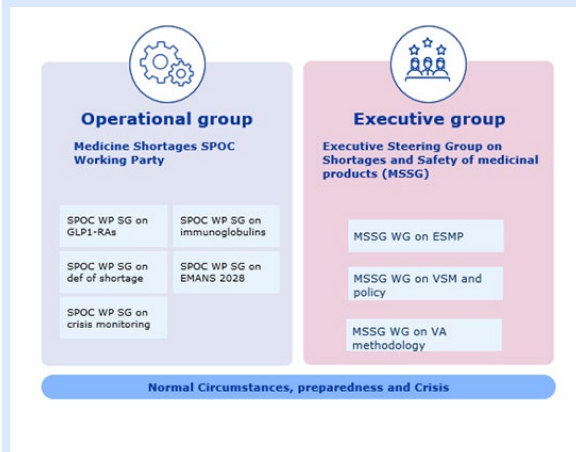 Operational group
Medicine Shortages SPOC
Working Party
SPOC WP SG on
GLP1-RAs
SPOC WP SG on
immunoglobulins
SPOC WP SG on
def of shortage
SPOC WP SG on
EMANS 2028
SPOC WP SG on
crisis monitoring
Executive group
Executive Steering Group on
Shortages and Safety of medicinal
products (MSSG)
MSSG WG on ESMP
MSSG WG on VSM and
policy
MSSG WG on VA
methodology
Normal Circumstances, preparedness and Crisis